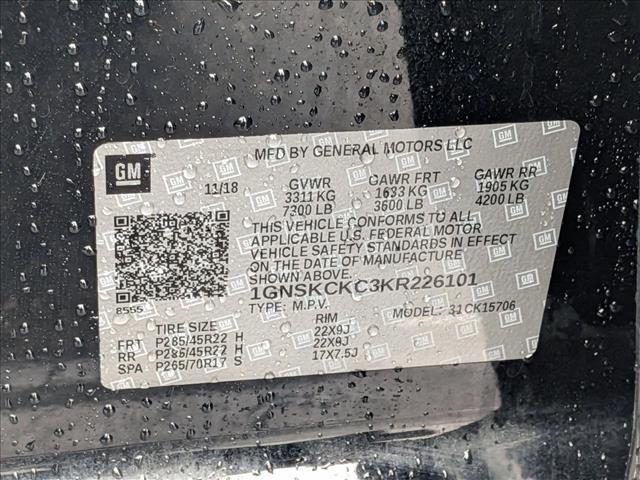 MFD BY GENERAL MOTORS LLC
GM
11/18
GVWR GAWR FRT GAWR RR
3311 KG 1633 KG 1905 KG
7300 LB 3600 LB 4200 LB
THIS VEHICLE CONFORMS TO ALL
APPLICABLE U.S. FEDERAL MOTOR
VEHICLE SAFETY STANDARDS IN EFFECT
ON THE DATE OF MANUFACTURE
SHOWN ABOVE.
8555
1GNSKCKC3KR226101
TYPE: M.P.V. MODEL: 31CK15706
TIRE SIZE RIM
FRT P285/45R22 H 22X9J
RR P285/45R22 H 22X9J
SPA P265/70R17 S 17X7.5J